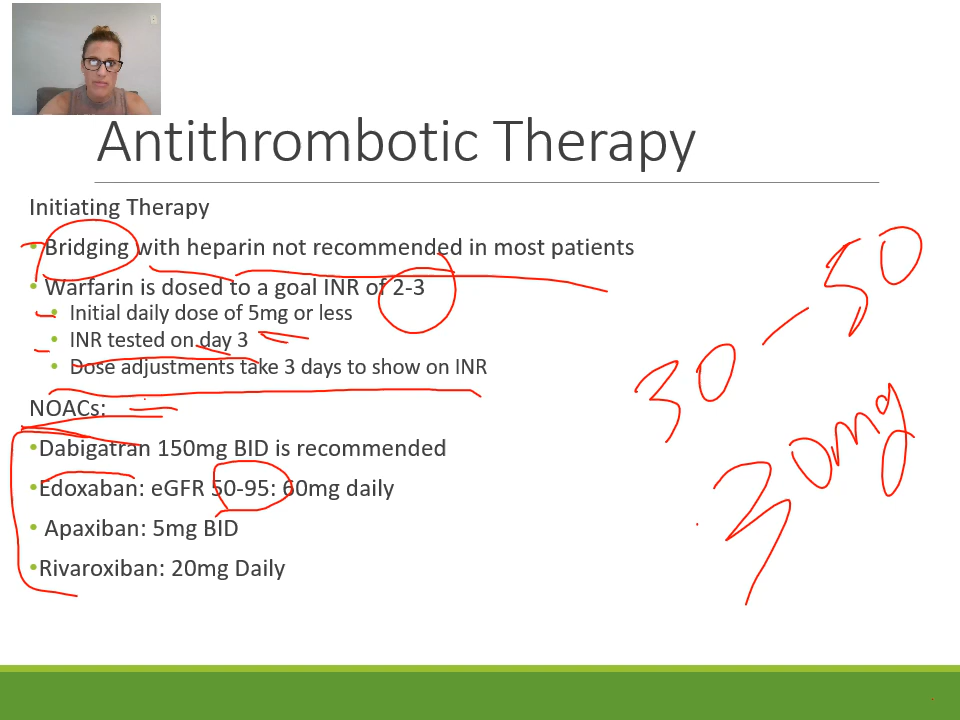 Antithrombotic Therapy
Initiating Therapy
• Bridging with heparin not recommended in most patients
• Warfarin is dosed to a goal INR of 2-3
• Initial daily dose of 5mg or less
• INR tested on day 3
• Dose adjustments take 3 days to show on INR
NOACs:
•Dabigatran 150mg BID is recommended
•Edoxaban: eGFR 50-95: 60mg daily
• Apaxiban: 5mg BID
•Rivaroxiban: 20mg Daily
30-50
30mg